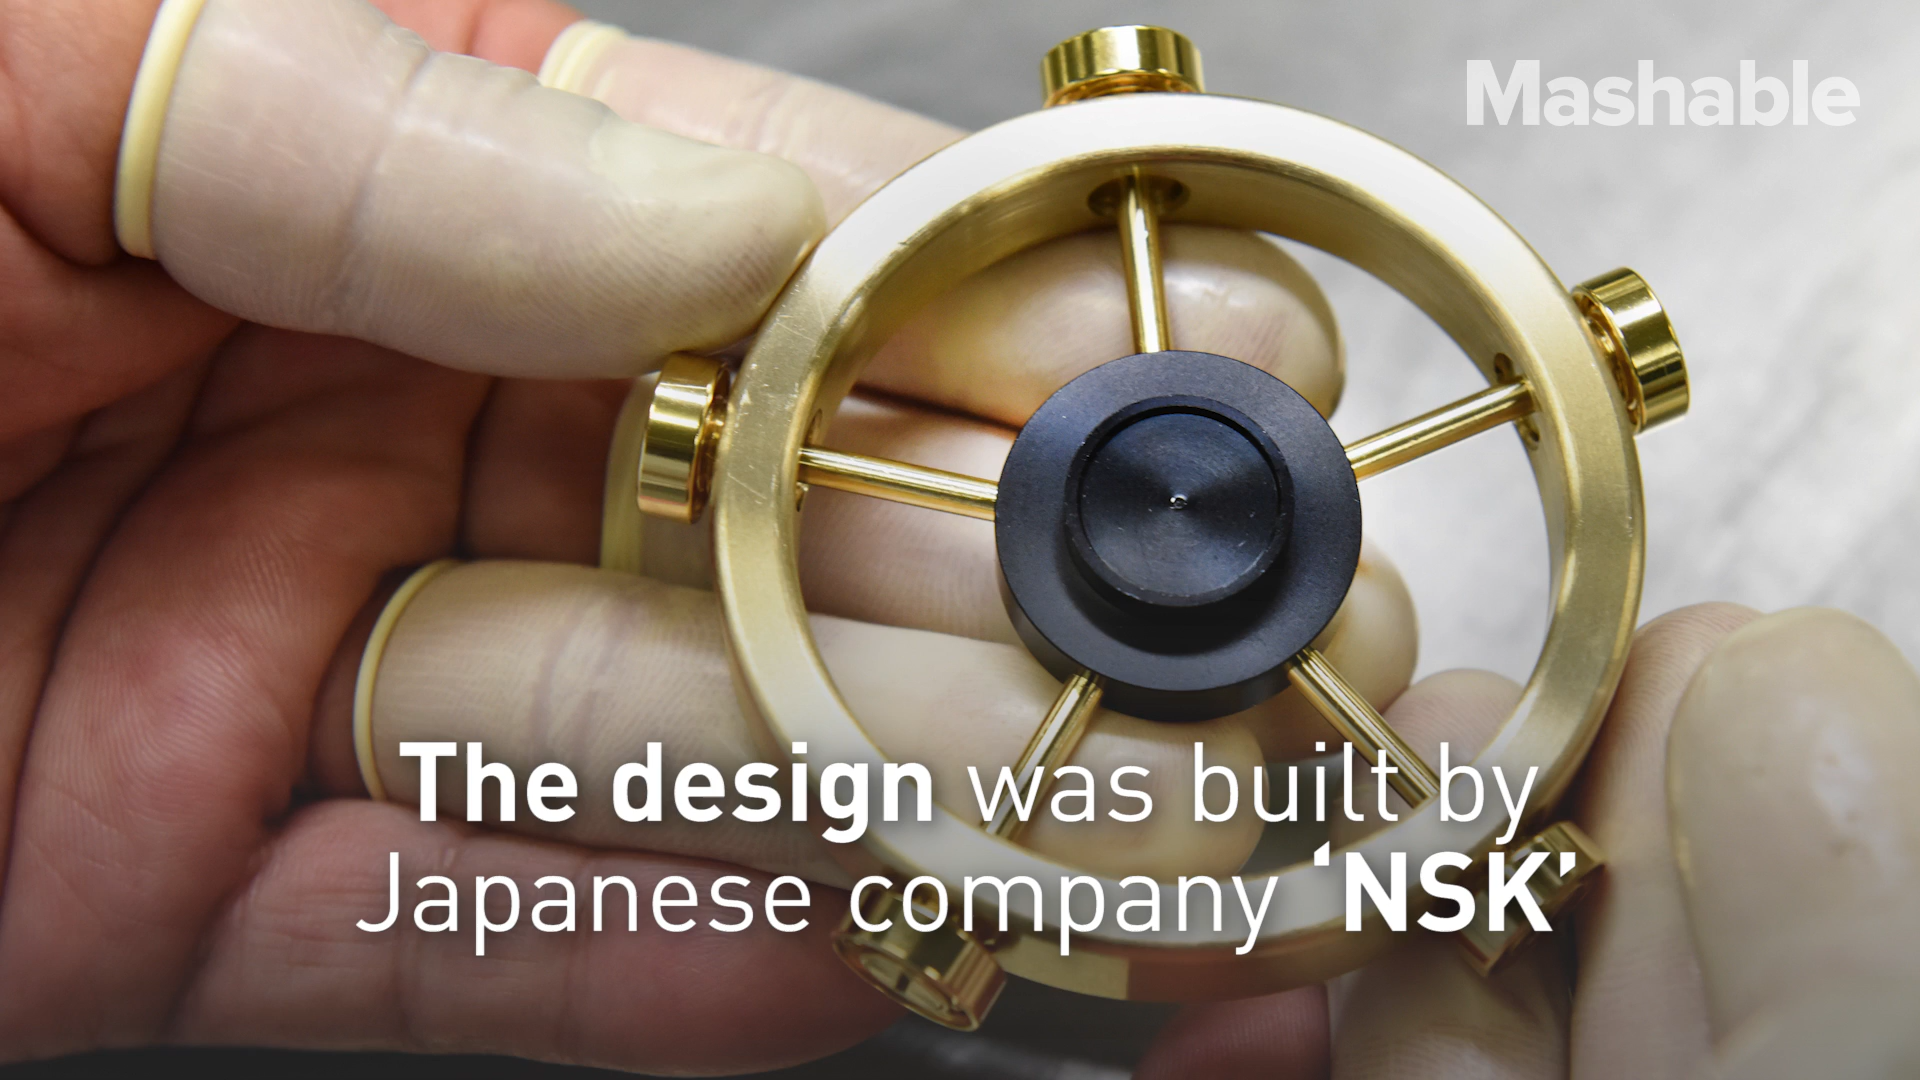 Mashable
The design was built by
Japanese company ‘NSK’